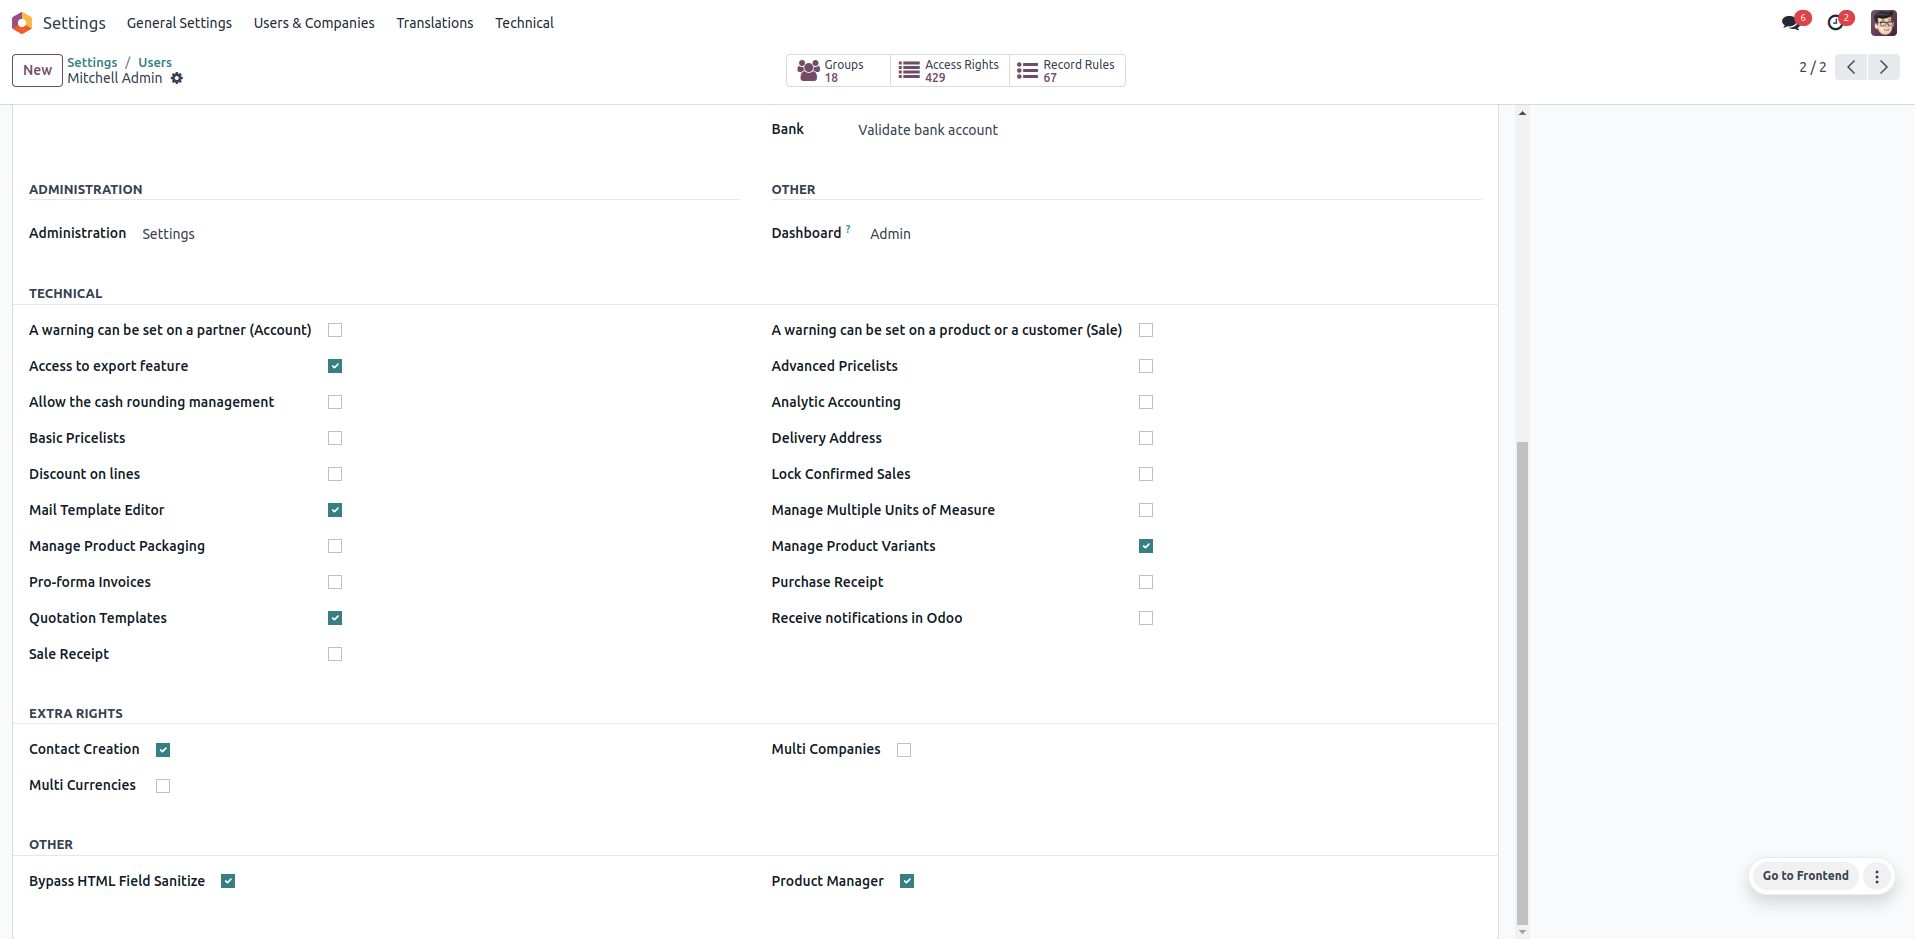 Settings General Settings Users & Companies Translations Technical 6 2
New Settings / Users Groups 18 Access Rights 429 Record Rules 67 2 / 2
Mitchell Admin
Bank Validate bank account
ADMINISTRATION OTHER
Administration Settings Dashboard ? Admin
TECHNICAL
A warning can be set on a partner (Account) A warning can be set on a product or a customer (Sale)
Access to export feature Advanced Pricelists
Allow the cash rounding management Analytic Accounting
Basic Pricelists Delivery Address
Discount on lines Lock Confirmed Sales
Mail Template Editor Manage Multiple Units of Measure
Manage Product Packaging Manage Product Variants
Pro-forma Invoices Purchase Receipt
Quotation Templates Receive notifications in Odoo
Sale Receipt
EXTRA RIGHTS
Contact Creation Multi Companies
Multi Currencies
OTHER
Bypass HTML Field Sanitize Product Manager
Go to Frontend